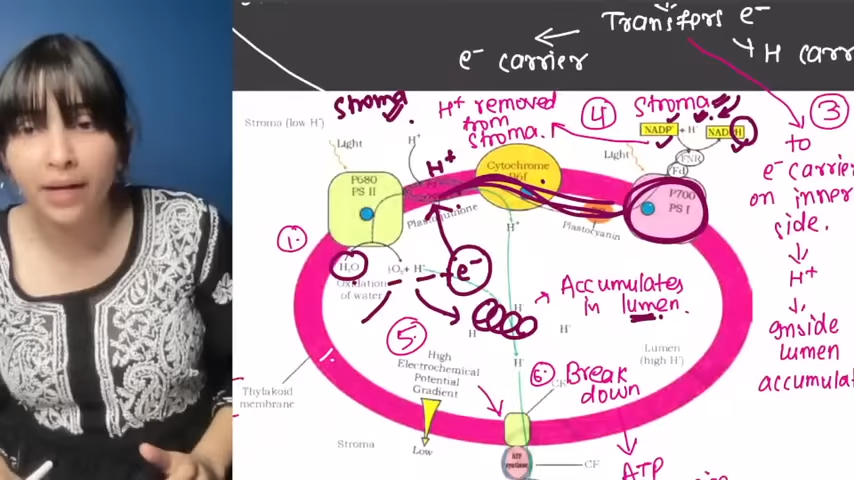 Transfers e⁻
e⁻ carrier
H carr
Stroma.
H⁺ removed
from
stroma.
4
Stroma
3
to
e⁻ carrier
on inner
side.
H⁺
inside
lumen
accumulat
Stroma (low H⁺)
Light
H⁺
Cytochrome
b6f
Light
NADP⁺ + H⁺
NADPH
FNR
Fd
P680
PS II
H⁺
Plastoquinone
Plastocyanin
P700
PS I
1.
H₂O
O₂ + H⁺
Oxidation
of water
e⁻
H⁺
Accumulates
in lumen.
H
H
H⁺
5.
High
Electrochemical
Potential
Gradient
H⁺
6. Break
down
Lumen
(high H⁺)
Thylakoid
membrane
Stroma
Low
ATP
synthase
CF
ATP